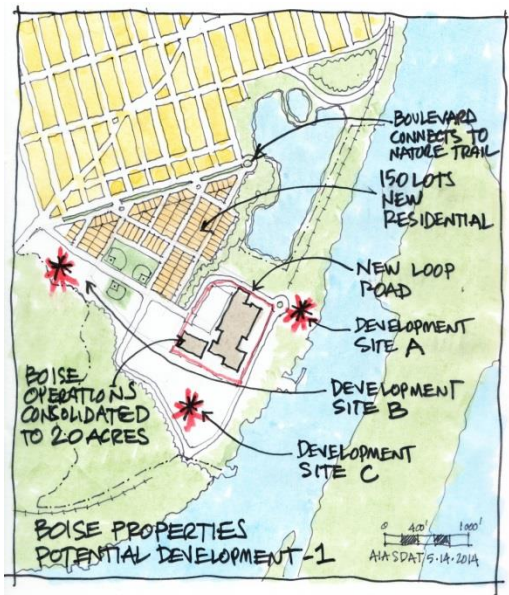 BOULEVARD
CONNECTS TO
NATURE TRAIL
150 LOTS
NEW
RESIDENTIAL
NEW LOOP
ROAD
DEVELOPMENT
SITE A
BOISE
OPERATIONS
CONSOLIDATED
TO 20 ACRES
DEVELOPMENT
SITE B
DEVELOPMENT
SITE C
BOISE PROPERTIES
POTENTIAL DEVELOPMENT-1
0 400' 1000'
AIA SDAT 5.14.2014